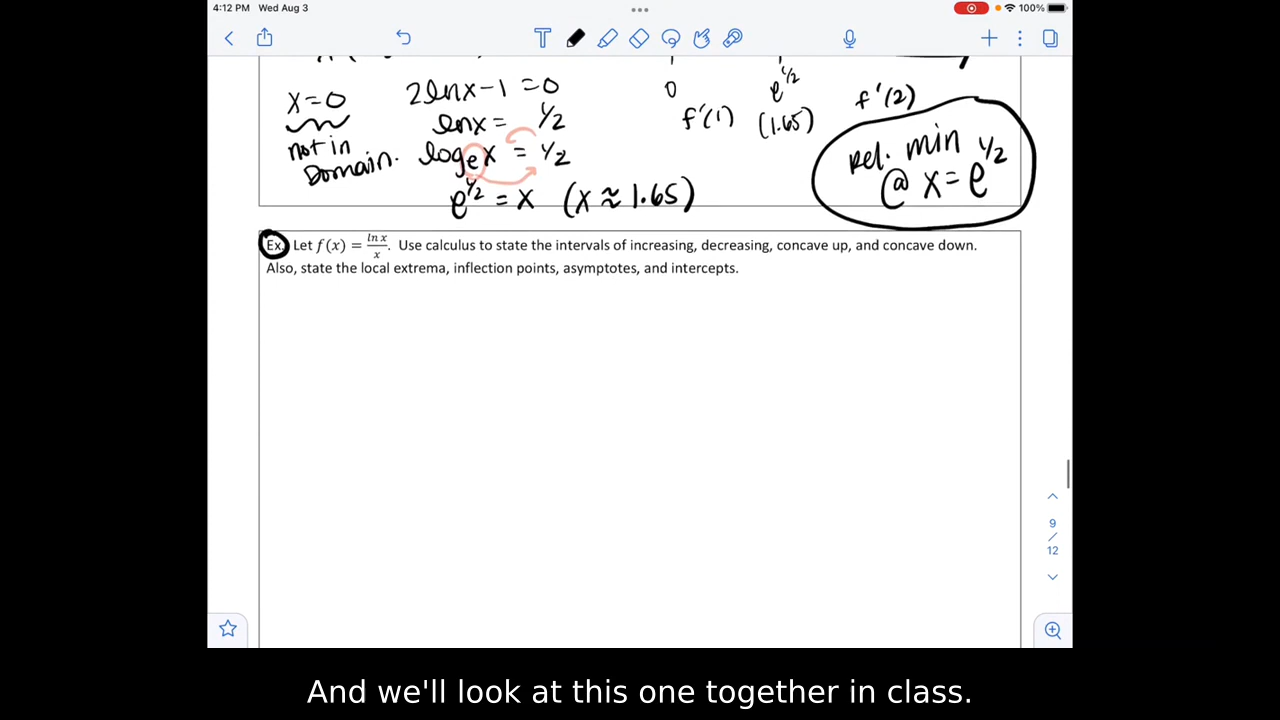 4:12 PM Wed Aug 3
100%
x=0
2lnx-1 =0
0
e^1/2
f'(2)
lnx = 1/2
f'(1)
(1.65)
not in
Domain.
log_e x = 1/2
rel. min
@ x= e^1/2
e^1/2 = x (x≈1.65)
Ex. Let f(x) = ln x / x. Use calculus to state the intervals of increasing, decreasing, concave up, and concave down.
Also, state the local extrema, inflection points, asymptotes, and intercepts.
9
/
12
And we'll look at this one together in class.